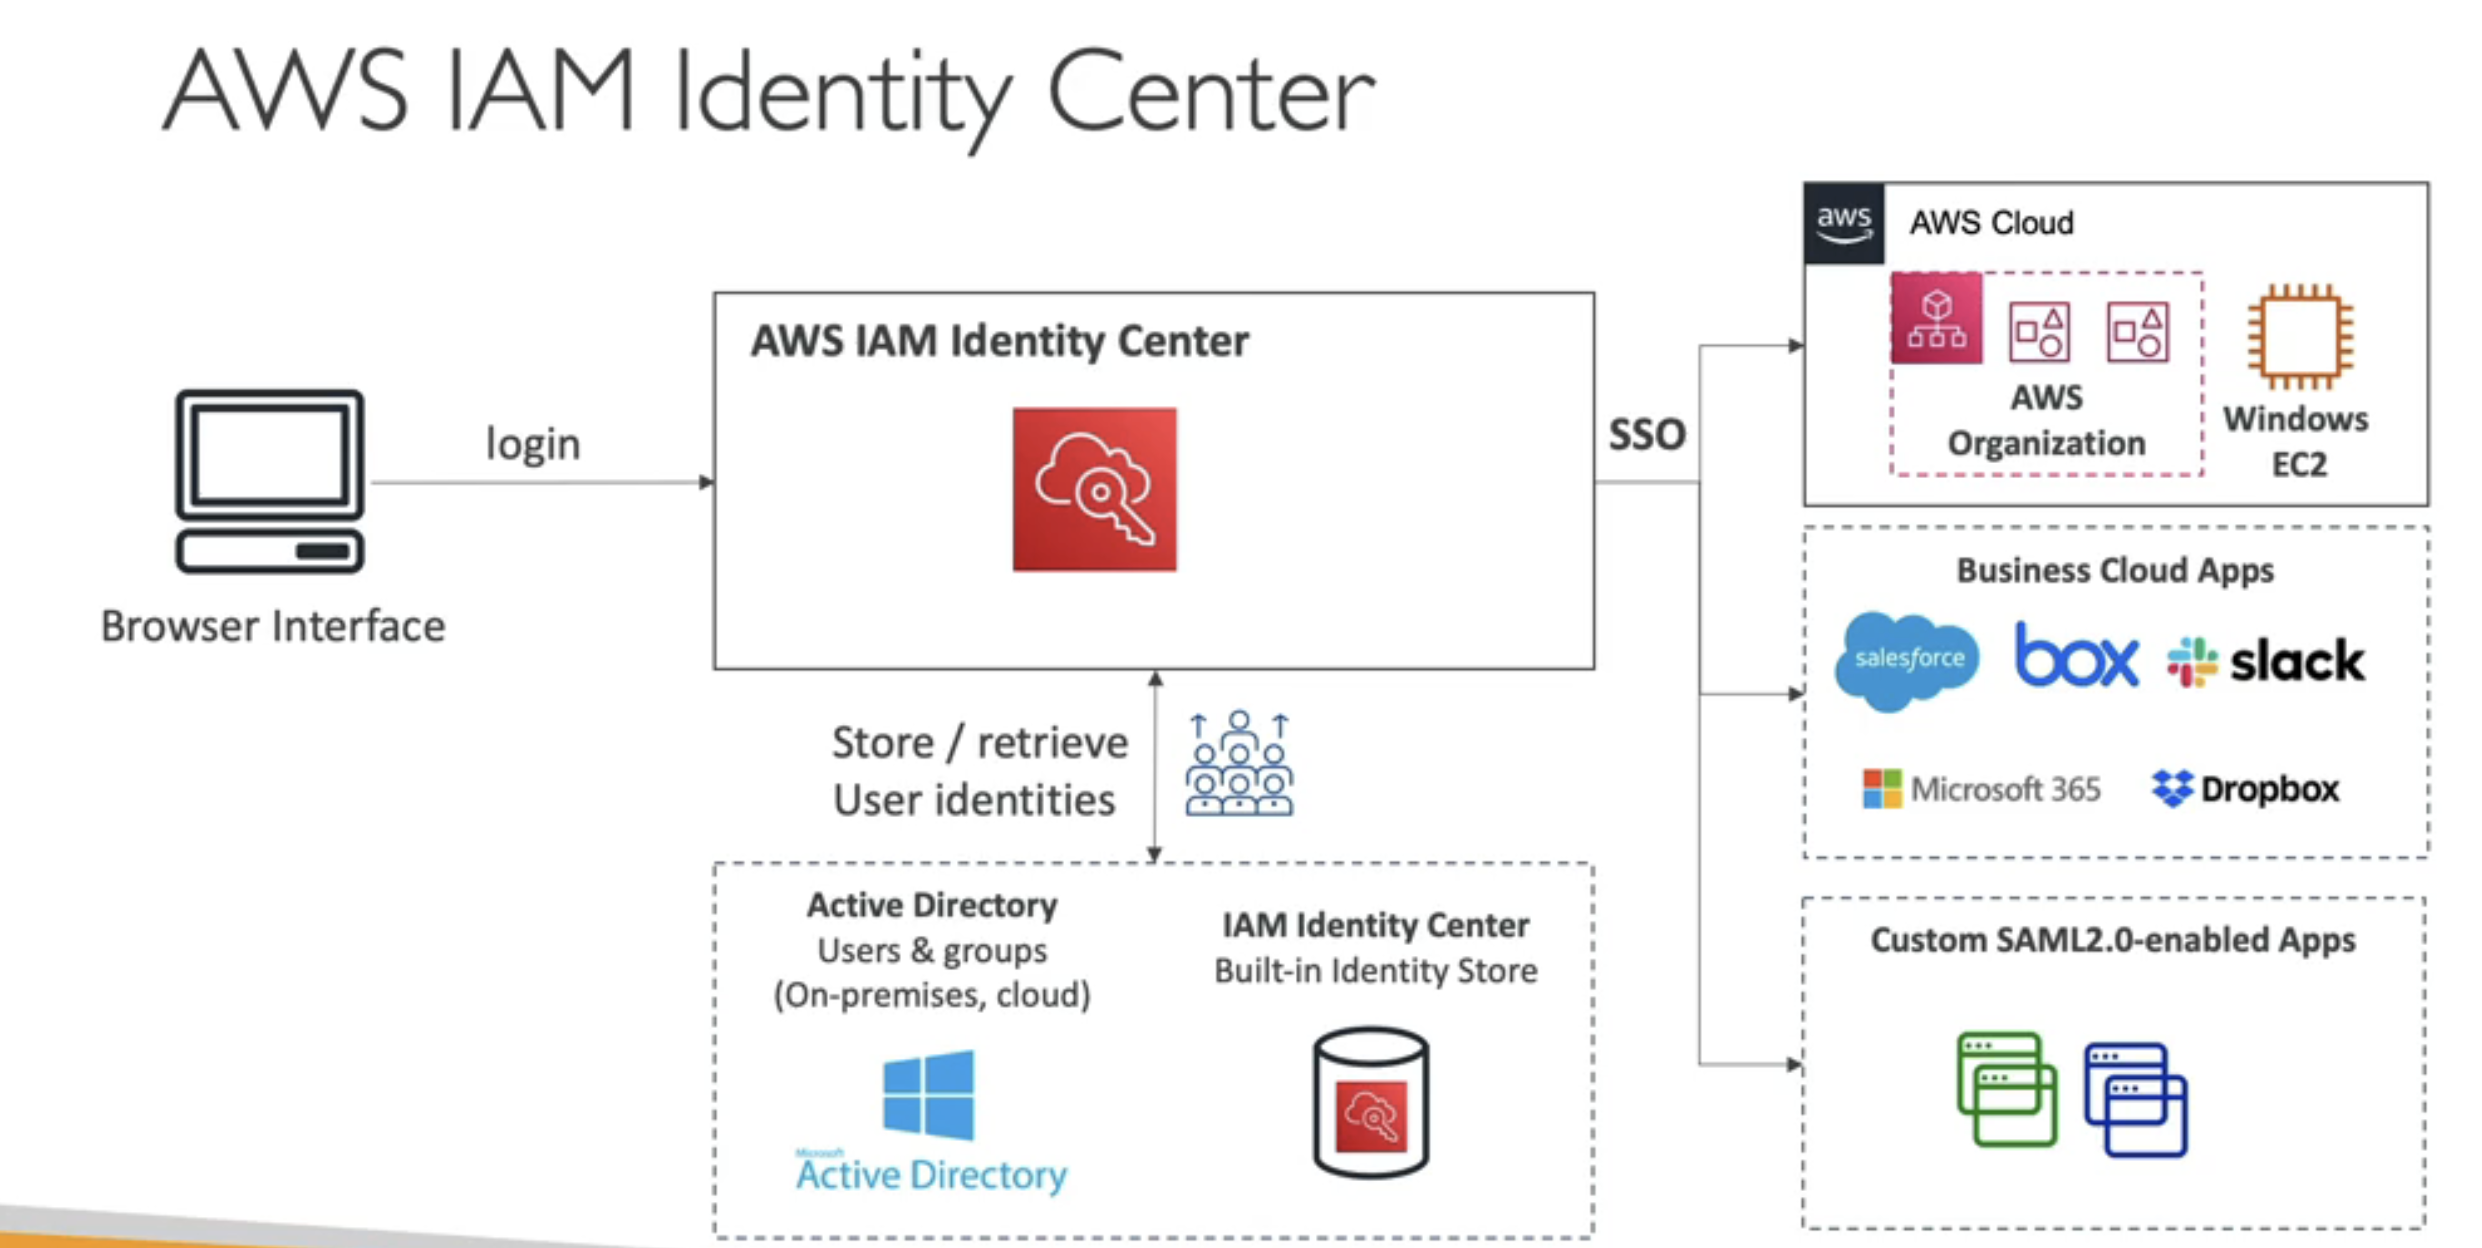 AWS IAM Identity Center
Browser Interface
login
AWS IAM Identity Center
Store / retrieve
User identities
Active Directory
Users & groups
(On-premises, cloud)
Microsoft
Active Directory
IAM Identity Center
Built-in Identity Store
SSO
aws
AWS Cloud
AWS
Organization
Windows
EC2
Business Cloud Apps
salesforce
box
slack
Microsoft 365
Dropbox
Custom SAML2.0-enabled Apps